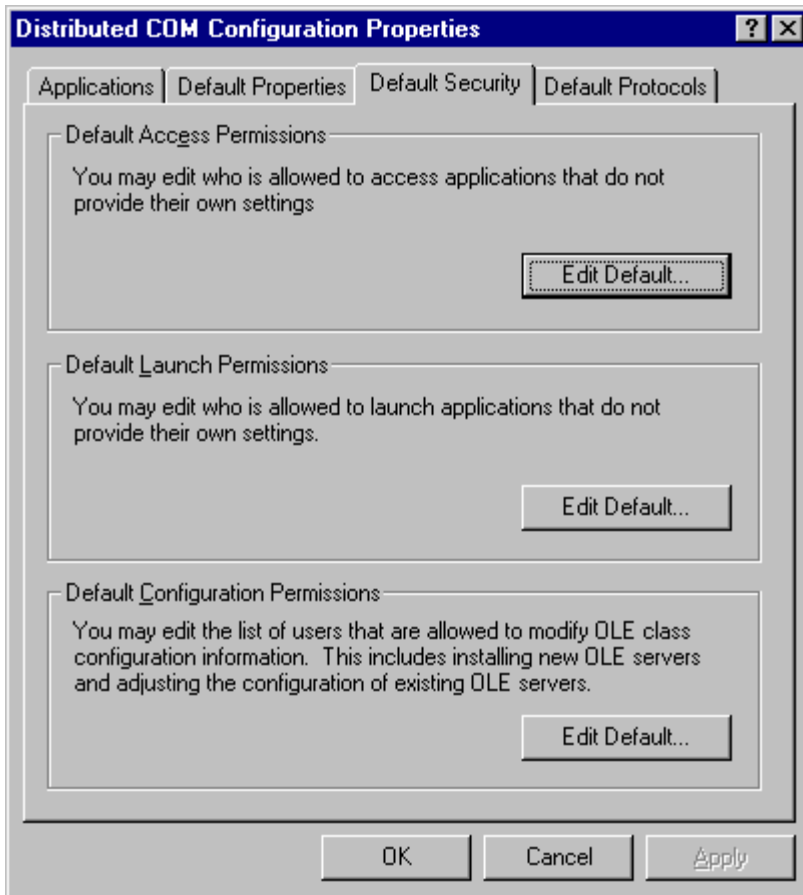 Distributed COM Configuration Properties
Applications
Default Properties
Default Security
Default Protocols
Default Access Permissions
You may edit who is allowed to access applications that do not
provide their own settings
Edit Default...
Default Launch Permissions
You may edit who is allowed to launch applications that do not
provide their own settings.
Edit Default...
Default Configuration Permissions
You may edit the list of users that are allowed to modify OLE class
configuration information.  This includes installing new OLE servers
and adjusting the configuration of existing OLE servers.
Edit Default...
OK
Cancel
Apply